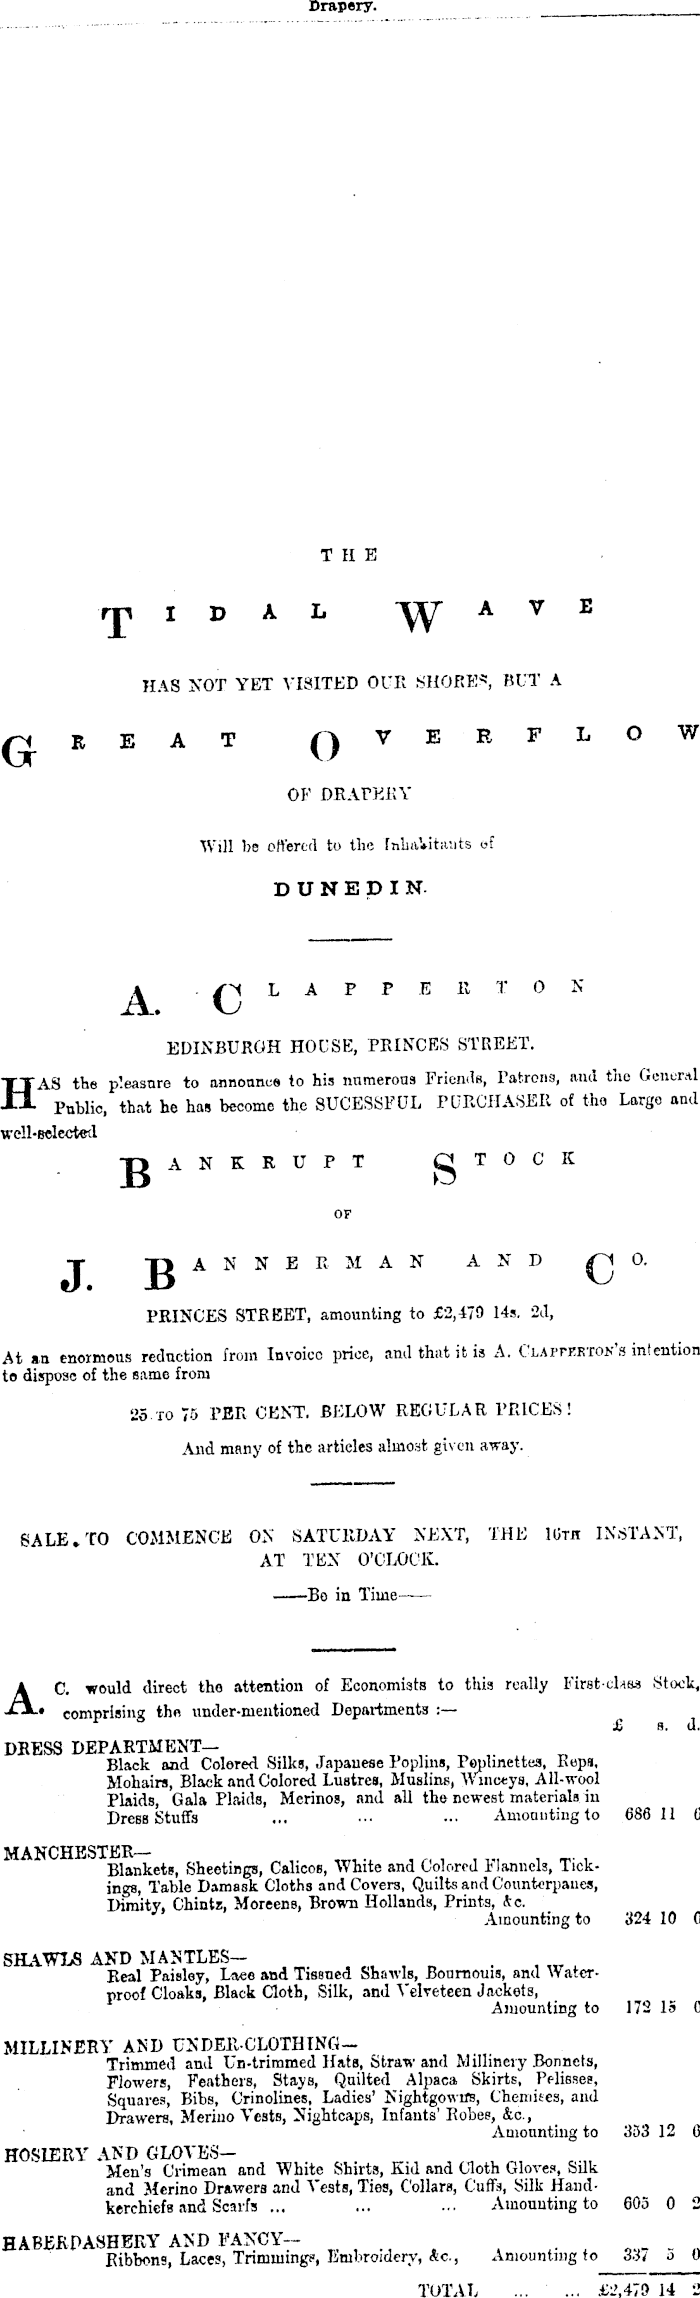 Drapery.
THE
TIDAL WAVE
HAS NOT YET VISITED OUR SHORES, BUT A
GREAT OVERFLOW
OF DRAPERY
Will be offered to the Inhabitants of
DUNEDIN.
A. CLAPPERTON
EDINBURGH HOUSE, PRINCES STREET.
HAS the pleasure to announce to his numerous Friends, Patrons, and the General
Public, that he has become the SUCESSFUL PURCHASER of the Large and
well-selected
BANKRUPT STOCK
OF
J. BANNERMAN AND CO.
PRINCES STREET, amounting to £2,479 14s. 2d,
At an enormous reduction from Invoice price, and that it is A. CLAPPERTON'S intention
to dispose of the same from
25 TO 75 PER CENT. BELOW REGULAR PRICES!
And many of the articles almost given away.
SALE. TO COMMENCE ON SATURDAY NEXT, THE 16TH INSTANT,
AT TEN O'CLOCK.
——Be in Time——
A. C. would direct the attention of Economists to this really First-class Stock,
comprising the under-mentioned Departments :—
£ s. d.
DRESS DEPARTMENT—
Black and Colored Silks, Japanese Poplins, Poplinettes, Reps,
Mohairs, Black and Colored Lustres, Muslins, Winceys, All-wool
Plaids, Gala Plaids, Merinos, and all the newest materials in
Dress Stuffs ... ... ... Amounting to 686 11 6
MANCHESTER—
Blankets, Sheetings, Calicos, White and Colored Flannels, Tick-
ings, Table Damask Cloths and Covers, Quilts and Counterpanes,
Dimity, Chintz, Moreens, Brown Hollands, Prints, &c.
Amounting to 324 10 0
SHAWLS AND MANTLES—
Real Paisley, Lace and Tissued Shawls, Bournouis, and Water-
proof Cloaks, Black Cloth, Silk, and Velveteen Jackets,
Amounting to 172 15 0
MILLINERY AND UNDER-CLOTHING—
Trimmed and Un-trimmed Hats, Straw and Millinery Bonnets,
Flowers, Feathers, Stays, Quilted Alpaca Skirts, Pelisses,
Squares, Bibs, Crinolines, Ladies' Nightgowns, Chemises, and
Drawers, Merino Vests, Nightcaps, Infants' Robes, &c.,
Amounting to 353 12 6
HOSIERY AND GLOVES—
Men's Crimean and White Shirts, Kid and Cloth Gloves, Silk
and Merino Drawers and Vests, Ties, Collars, Cuffs, Silk Hand-
kerchiefs and Scarfs ... ... ... Amounting to 605 0 2
HABERDASHERY AND FANCY—
Ribbons, Laces, Trimmings, Embroidery, &c., Amounting to 337 5 0
TOTAL ... ... £2,479 14 2